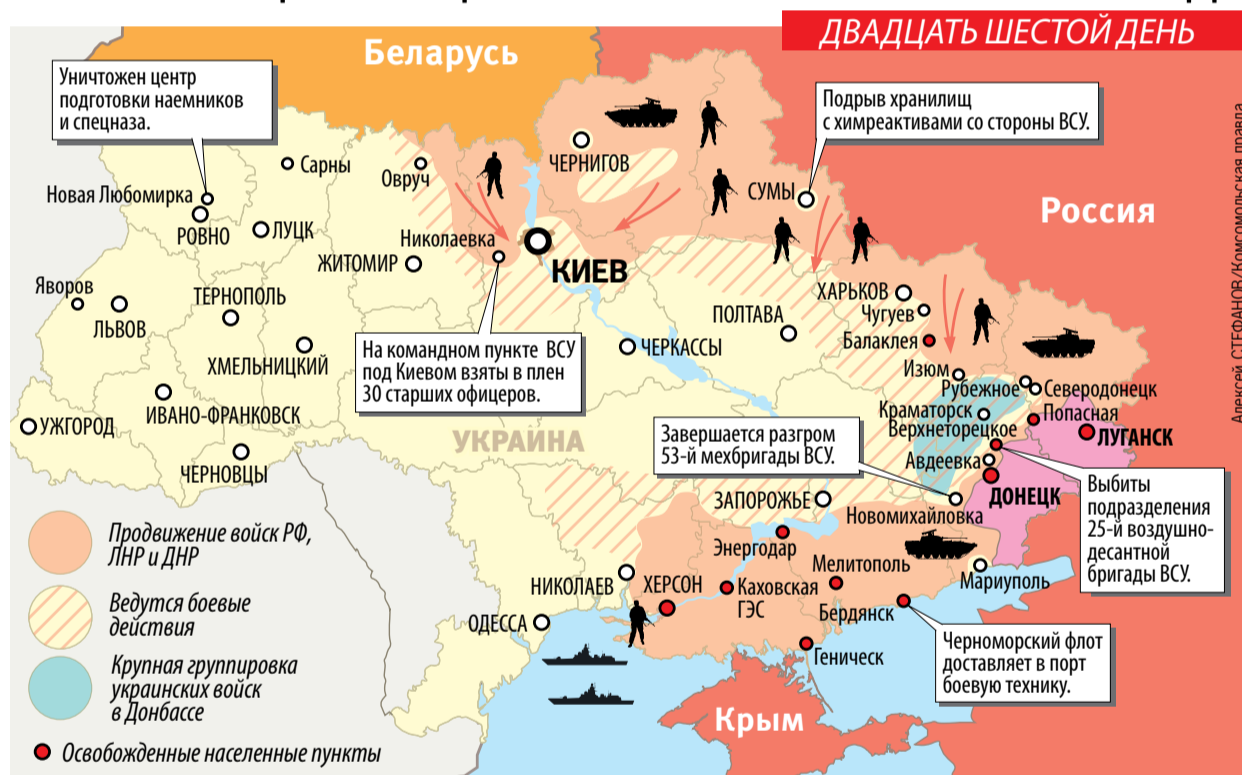 ДВАДЦАТЬ ШЕСТОЙ ДЕНЬ
Беларусь
Уничтожен центр
подготовки наемников
и спецназа.
Подрыв хранилищ
с химреактивами со стороны ВСУ.
Алексей СТЕФАНОВ/Комсомольская правда
ЧЕРНИГОВ
Сарны
Овруч
СУМЫ
Новая Любомирка
РОВНО
ЛУЦК
Россия
Николаевка
КИЕВ
ЖИТОМИР
Яворов
ЛЬВОВ
ТЕРНОПОЛЬ
ХМЕЛЬНИЦКИЙ
ХАРЬКОВ
Чугуев
ПОЛТАВА
Балаклея
ЧЕРКАССЫ
На командном пункте ВСУ
под Киевом взяты в плен
30 старших офицеров.
Изюм
Рубежное
Северодонецк
ИВАНО-ФРАНКОВСК
УЖГОРОД
Краматорск
Попасная
Верхнеторецкое
ЛУГАНСК
УКРАИНА
Завершается разгром
53-й мехбригады ВСУ.
Авдеевка
ЧЕРНОВЦЫ
ДОНЕЦК
Выбиты
подразделения
25-й воздушно-
десантной
бригады ВСУ.
ЗАПОРОЖЬЕ
Новомихайловка
Энергодар
Мелитополь
Мариуполь
НИКОЛАЕВ
ХЕРСОН
Каховская
ГЭС
Бердянск
ОДЕССА
Геническ
Черноморский флот
доставляет в порт
боевую технику.
Крым
Продвижение войск РФ,
ЛНР и ДНР
Ведутся боевые
действия
Крупная группировка
украинских войск
в Донбассе
Освобожденные населенные пункты